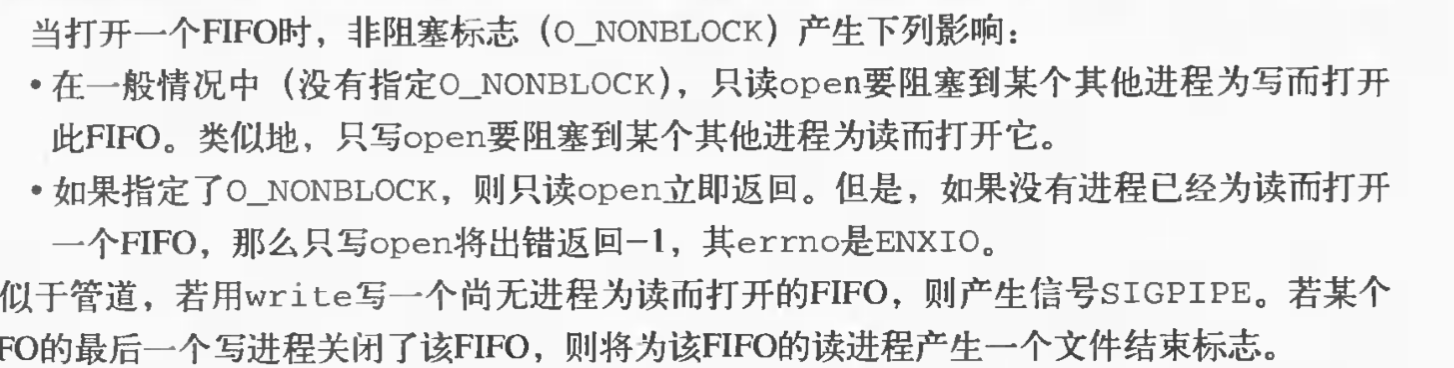 当打开一个FIFO时，非阻塞标志（O_NONBLOCK）产生下列影响：
•在一般情况中（没有指定O_NONBLOCK），只读open要阻塞到某个其他进程为写而打开
此FIFO。类似地，只写open要阻塞到某个其他进程为读而打开它。
•如果指定了O_NONBLOCK，则只读open立即返回。但是，如果没有进程已经为读而打开
一个FIFO，那么只写open将出错返回−1，其errno是ENXIO。
似于管道，若用write写一个尚无进程为读而打开的FIFO，则产生信号SIGPIPE。若某个
FO的最后一个写进程关闭了该FIFO，则将为该FIFO的读进程产生一个文件结束标志。